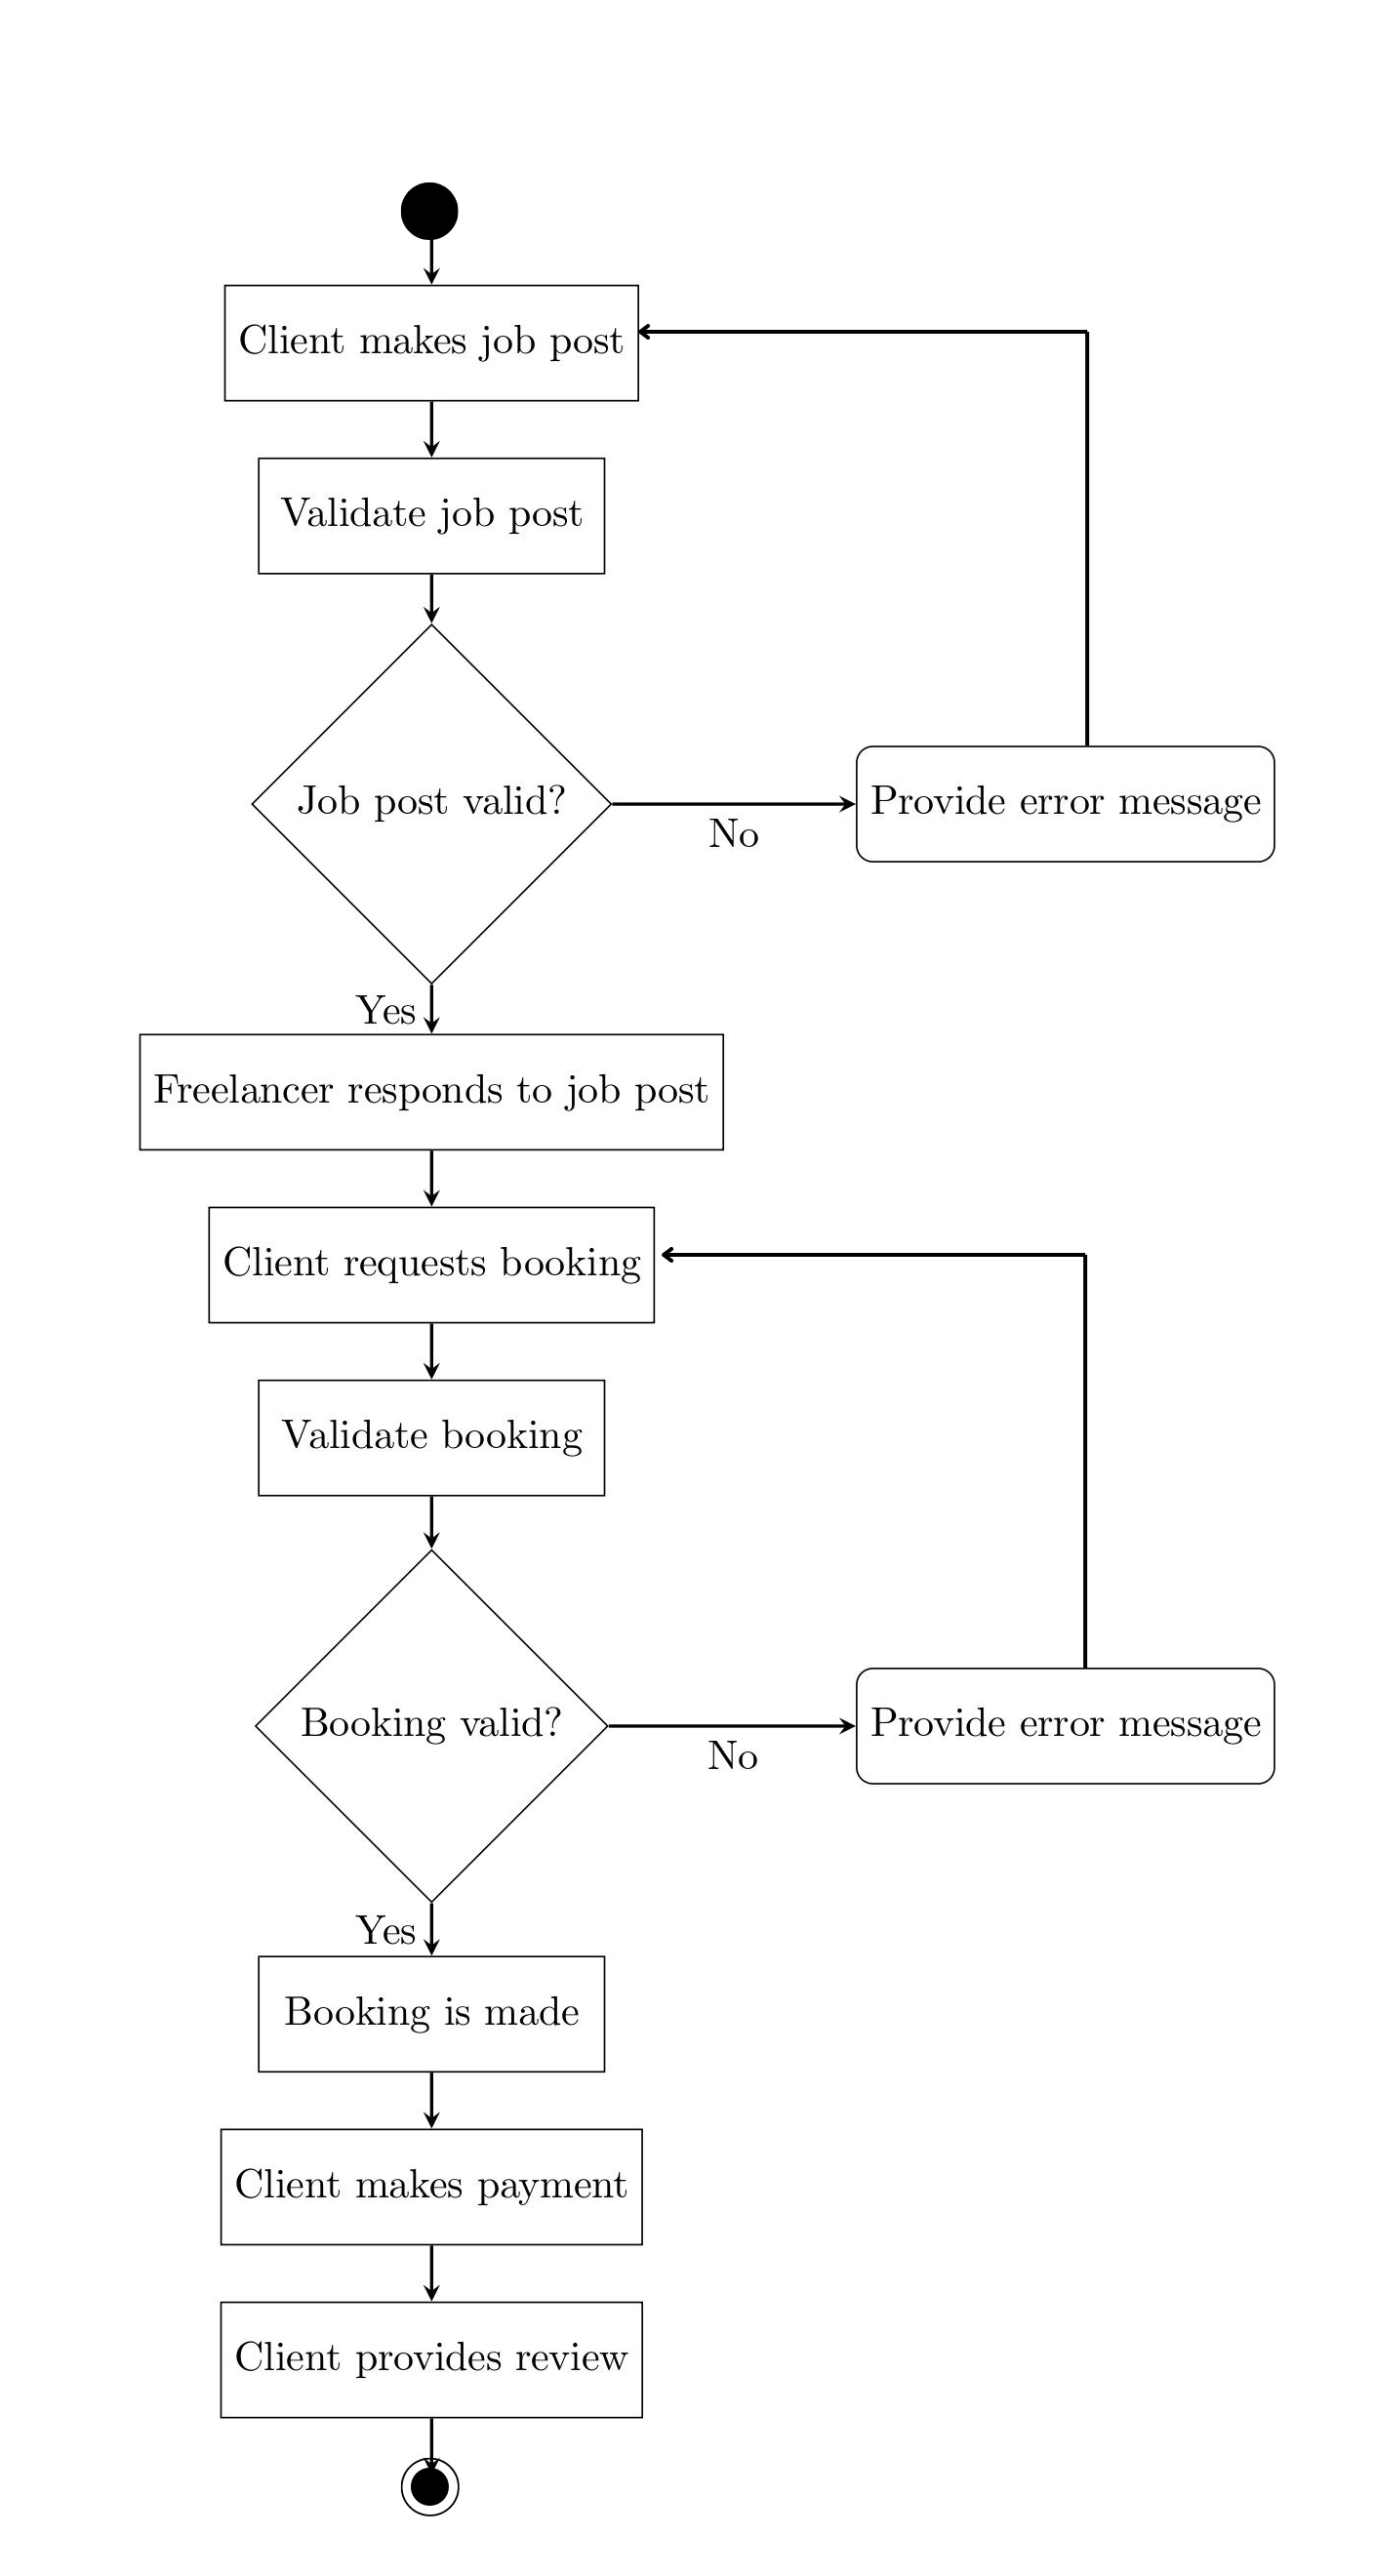 Client makes job post
Validate job post
Job post valid?
No
Provide error message
Yes
Freelancer responds to job post
Client requests booking
Validate booking
Booking valid?
No
Provide error message
Yes
Booking is made
Client makes payment
Client provides review